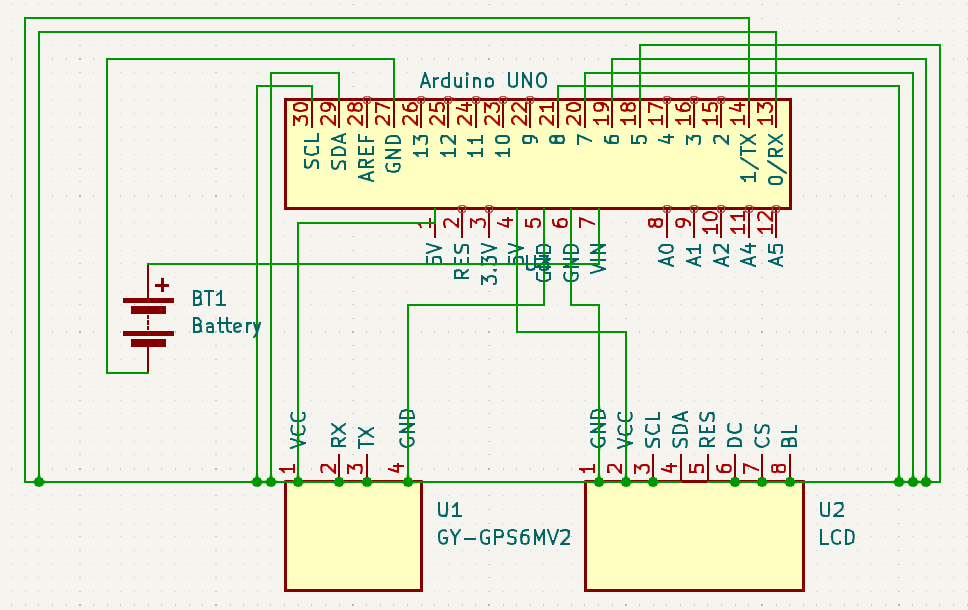 Arduino UNO
30 29 28 27 26 25 24 23 22 21 20 19 18 17 16 15 14 13
SCL SDA AREF GND 13 12 11 10 9 8 7 6 5 4 3 2 1/TX 0/RX
1 2 3 4 5 6 7 8 9 10 11 12
5V RES 3.3V 5V GND GND VIN A0 A1 A2 A4 A5
+
BT1
Battery
VCC RX TX GND
1 2 3 4
GND VCC SCL SDA RES DC CS BL
1 2 3 4 5 6 7 8
U1
GY-GPS6MV2
U2
LCD